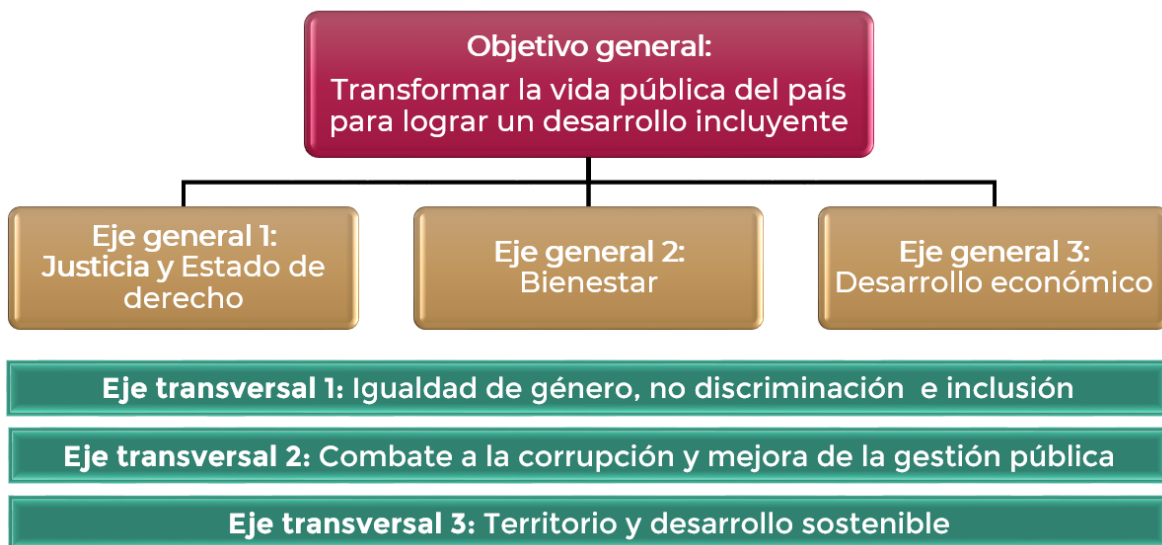 Objetivo general:
Transformar la vida pública del país
para lograr un desarrollo incluyente
Eje general 1:
Justicia y Estado de
derecho
Eje general 2:
Bienestar
Eje general 3:
Desarrollo económico
Eje transversal 1: Igualdad de género, no discriminación e inclusión
Eje transversal 2: Combate a la corrupción y mejora de la gestión pública
Eje transversal 3: Territorio y desarrollo sostenible